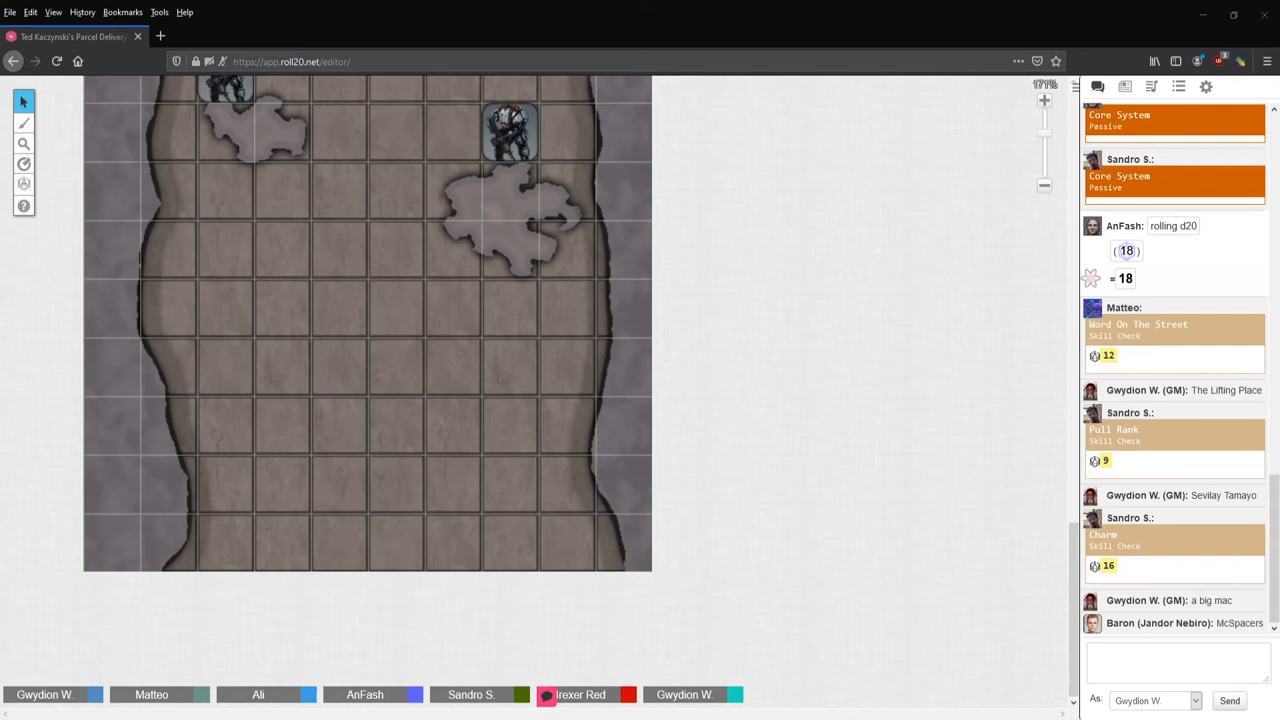 File Edit View History Bookmarks Tools Help
Ted Kaczynski's Parcel Delivery
https://app.roll20.net/editor/
3
171%
Core System
Passive
Sandro S.:
Core System
Passive
AnFash: rolling d20
(18)
= 18
Matteo:
Word On The Street
Skill Check
12
Gwydion W. (GM): The Lifting Place
Sandro S.:
Pull Rank
Skill Check
9
Gwydion W. (GM): Sevilay Tamayo
Sandro S.:
Charm
Skill Check
16
Gwydion W. (GM): a big mac
Baron (Jandor Nebiro): McSpacers
As: Gwydion W. Send
Gwydion W. Matteo Ali AnFash Sandro S. Irexer Red Gwydion W.